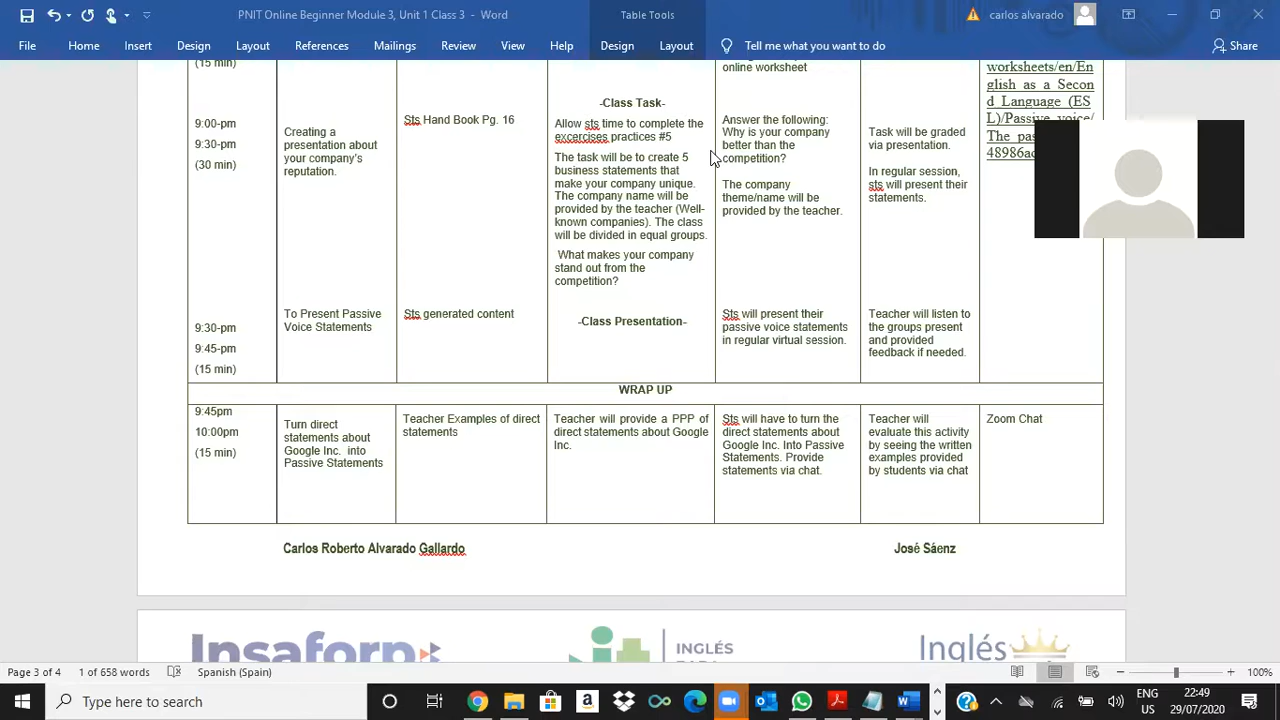 PNIT Online Beginner Module 3, Unit 1 Class 3 - Word
Table Tools
carlos alvarado
File Home Insert Design Layout References Mailings Review View Help Design Layout Tell me what you want to do Share
(15 min)
online worksheet
worksheets/en/En
glish as a Secon
d Language (ES
L)/Passive voice/
The pas
48986ac
9:00-pm
9:30-pm
(30 min)
Creating a
presentation about
your company's
reputation.
Sts Hand Book Pg. 16
-Class Task-
Allow sts time to complete the
excercises practices #5
The task will be to create 5
business statements that
make your company unique.
The company name will be
provided by the teacher (Well-
known companies). The class
will be divided in equal groups.
What makes your company
stand out from the
competition?
Answer the following:
Why is your company
better than the
competition?
The company
theme/name will be
provided by the teacher.
Task will be graded
via presentation.
In regular session,
sts will present their
statements.
9:30-pm
9:45-pm
(15 min)
To Present Passive
Voice Statements
Sts generated content
-Class Presentation-
Sts will present their
passive voice statements
in regular virtual session.
Teacher will listen to
the groups present
and provided
feedback if needed.
WRAP UP
9:45pm
10:00pm
(15 min)
Turn direct
statements about
Google Inc. into
Passive Statements
Teacher Examples of direct
statements
Teacher will provide a PPP of
direct statements about Google
Inc.
Sts will have to turn the
direct statements about
Google Inc. Into Passive
Statements. Provide
statements via chat.
Teacher will
evaluate this activity
by seeing the written
examples provided
by students via chat
Zoom Chat
Carlos Roberto Alvarado Gallardo
José Sáenz
Insaforp
INGLÉS
Inglés
Page 3 of 4 1 of 658 words Spanish (Spain) 100%
Type here to search
ENG
US
22:49
29/07/2020